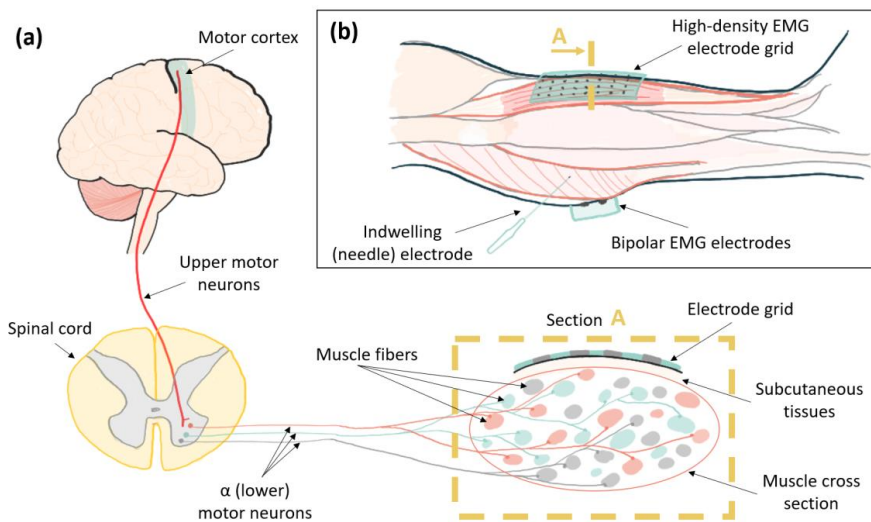 (a)
Motor cortex
Upper motor
neurons
Spinal cord
α (lower)
motor neurons
(b)
A
High-density EMG
electrode grid
Indwelling
(needle) electrode
Bipolar EMG electrodes
Section A
Electrode grid
Muscle fibers
Subcutaneous
tissues
Muscle cross
section